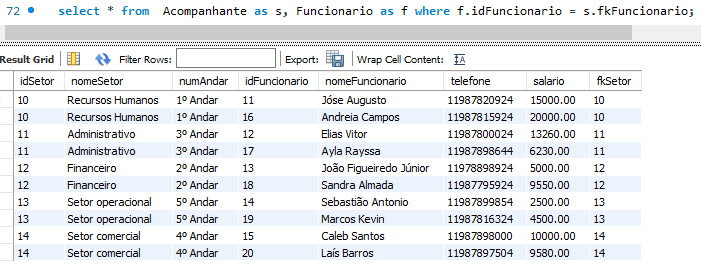 72 select * from Acompanhante as s, Funcionario as f where f.idFuncionario = s.fkFuncionario;
Result Grid Filter Rows: Export: Wrap Cell Content:
idSetor nomeSetor numAndar idFuncionario nomeFuncionario telefone salario fkSetor
10 Recursos Humanos 1º Andar 11 Jóse Augusto 11987820924 15000.00 10
10 Recursos Humanos 1º Andar 16 Andreia Campos 11987815924 20000.00 10
11 Administrativo 3º Andar 12 Elias Vitor 11987800024 13260.00 11
11 Administrativo 3º Andar 17 Ayla Rayssa 11987898644 6230.00 11
12 Financeiro 2º Andar 13 João Figueiredo Júnior 11978898924 5000.00 12
12 Financeiro 2º Andar 18 Sandra Almada 11987795924 9550.00 12
13 Setor operacional 5º Andar 14 Sebastião Antonio 11987899854 2500.00 13
13 Setor operacional 5º Andar 19 Marcos Kevin 11987816324 4500.00 13
14 Setor comercial 4º Andar 15 Caleb Santos 11987898000 10000.00 14
14 Setor comercial 4º Andar 20 Laís Barros 11987897504 9580.00 14